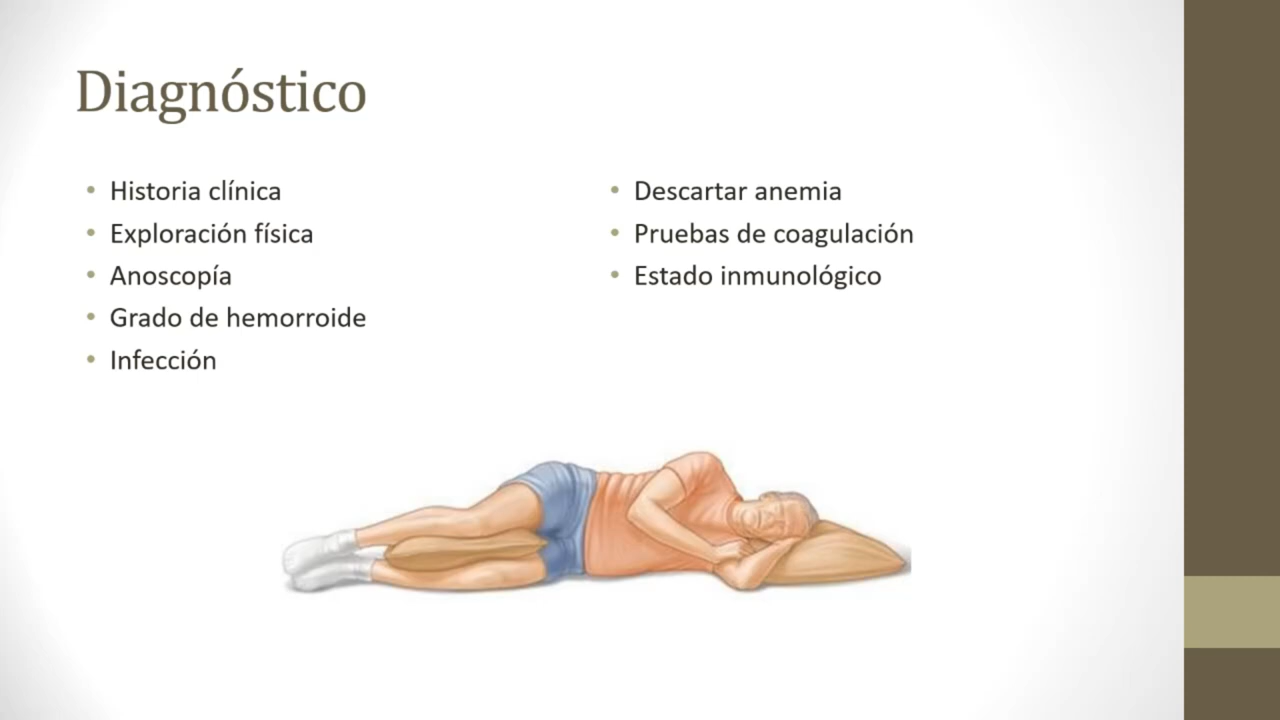 Diagnóstico
• Historia clínica
• Exploración física
• Anoscopía
• Grado de hemorroide
• Infección
• Descartar anemia
• Pruebas de coagulación
• Estado inmunológico